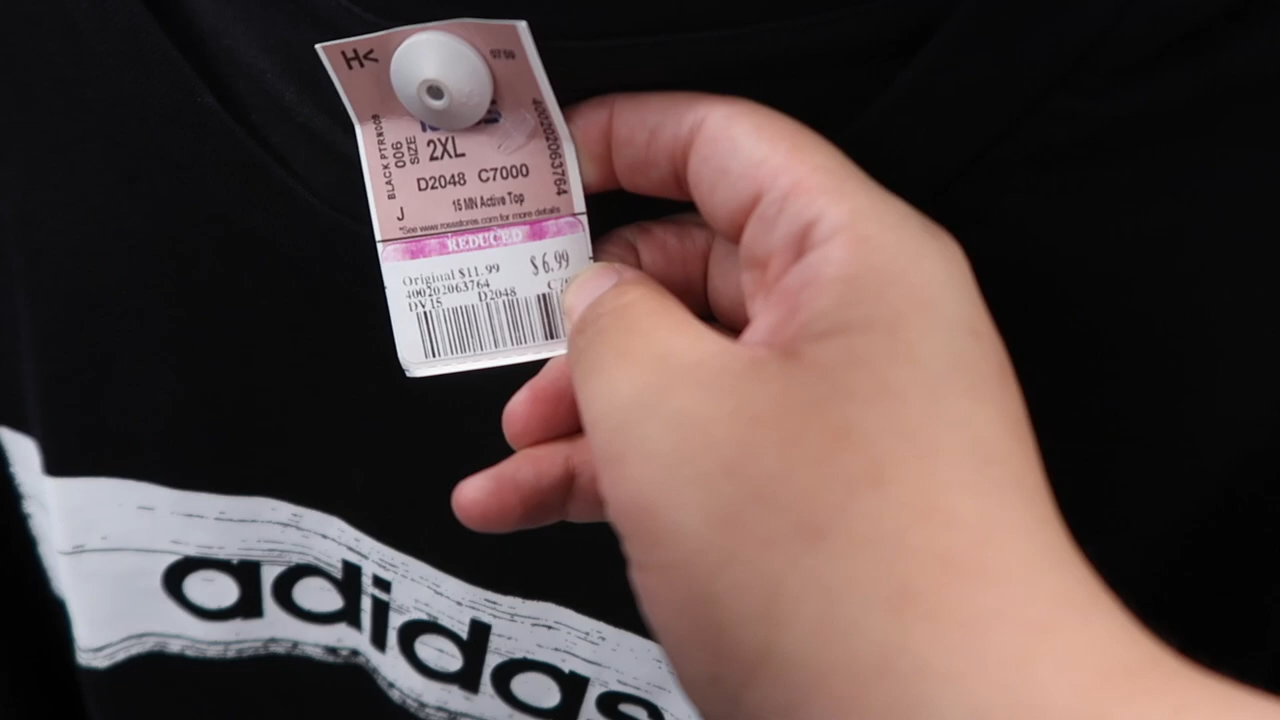 H<
0799
BLACK PTRN009
006
SIZE
2XL
400202063764
D2048 C7000
J
15 MN Active Top
*See www.rossstores.com for more details
REDUCED
Original $11.99
$6.99
400202063764
DV15 D2048
adidas